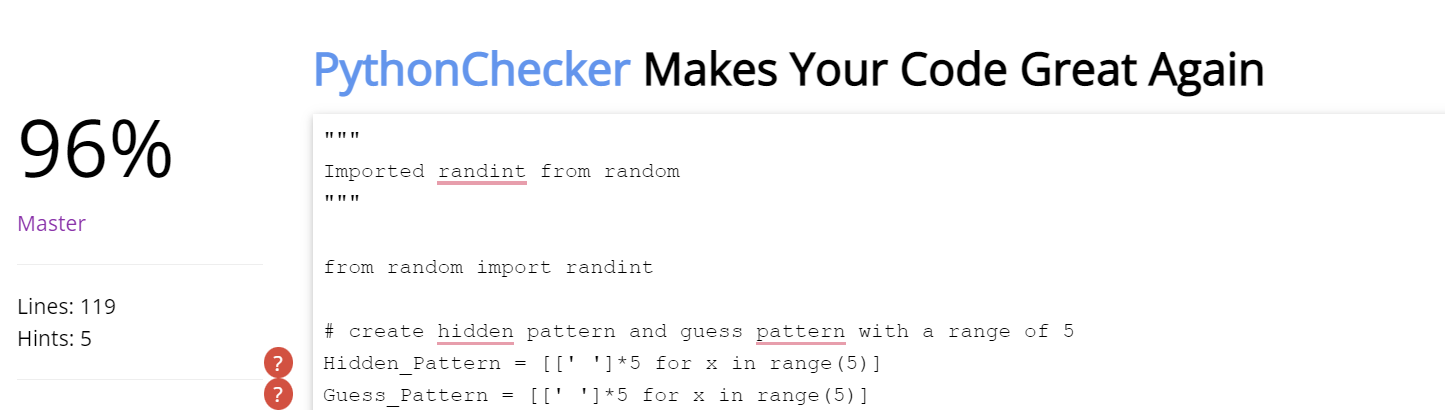 PythonChecker Makes Your Code Great Again
96%
Master
Lines: 119
Hints: 5
"""
Imported randint from random
"""
from random import randint
# create hidden pattern and guess pattern with a range of 5
? Hidden_Pattern = [[' ']*5 for x in range(5)]
? Guess_Pattern = [[' ']*5 for x in range(5)]